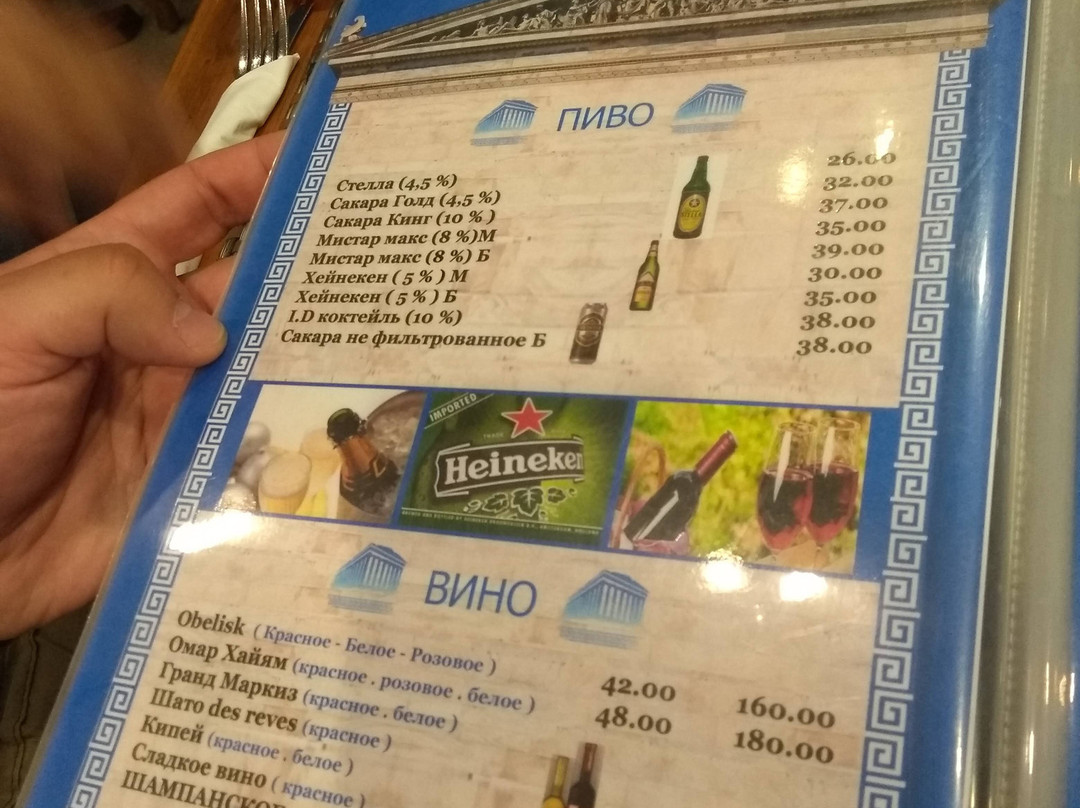 ПИВО
Стелла (4,5 %) 26.00
Сакара Голд (4,5 %) 32.00
Сакара Кинг (10 % ) 37.00
Мистар макс (8 %)М 35.00
Мистар макс (8 %) Б 39.00
Хейнекен ( 5 % ) М 30.00
Хейнекен ( 5 % ) Б 35.00
I.D коктейль (10 %) 38.00
Сакара не фильтрованное Б 38.00
IMPORTED
Heineken
ВИНО
Obelisk ( Красное - Белое - Розовое ) 42.00 160.00
Омар Хайям (красное . розовое . белое ) 48.00 180.00
Гранд Маркиз (красное . белое )
Шато des reves (красное )
Кипей (красное . белое )
Сладкое вино ( красное )